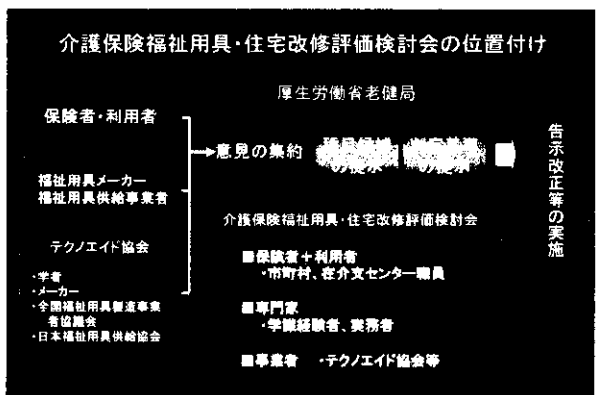 介護保険福祉用具・住宅改修評価検討会の位置付け
厚生労働省老健局
保険者・利用者
意見の集約
福祉用具メーカー
福祉用具供給事業者
テクノエイド協会
・学者
・メーカー
・全国福祉用具製造事業
者協議会
・日本福祉用具供給協会
介護保険福祉用具・住宅改修評価検討会
■保険者＋利用者
・市町村、在介支センター職員
■専門家
・学識経験者、実務者
■事業者 ・テクノエイド協会等
告示改正等の実施